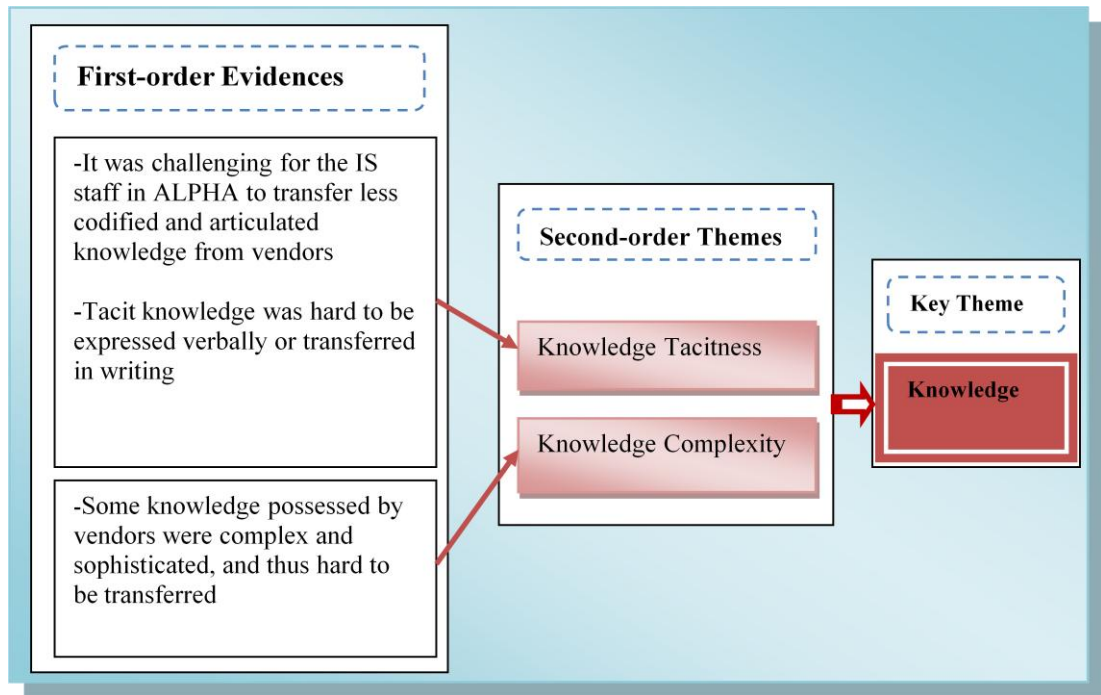 First-order Evidences
-It was challenging for the IS
staff in ALPHA to transfer less
codified and articulated
knowledge from vendors
-Tacit knowledge was hard to be
expressed verbally or transferred
in writing
-Some knowledge possessed by
vendors were complex and
sophisticated, and thus hard to
be transferred
Second-order Themes
Knowledge Tacitness
Knowledge Complexity
Key Theme
Knowledge